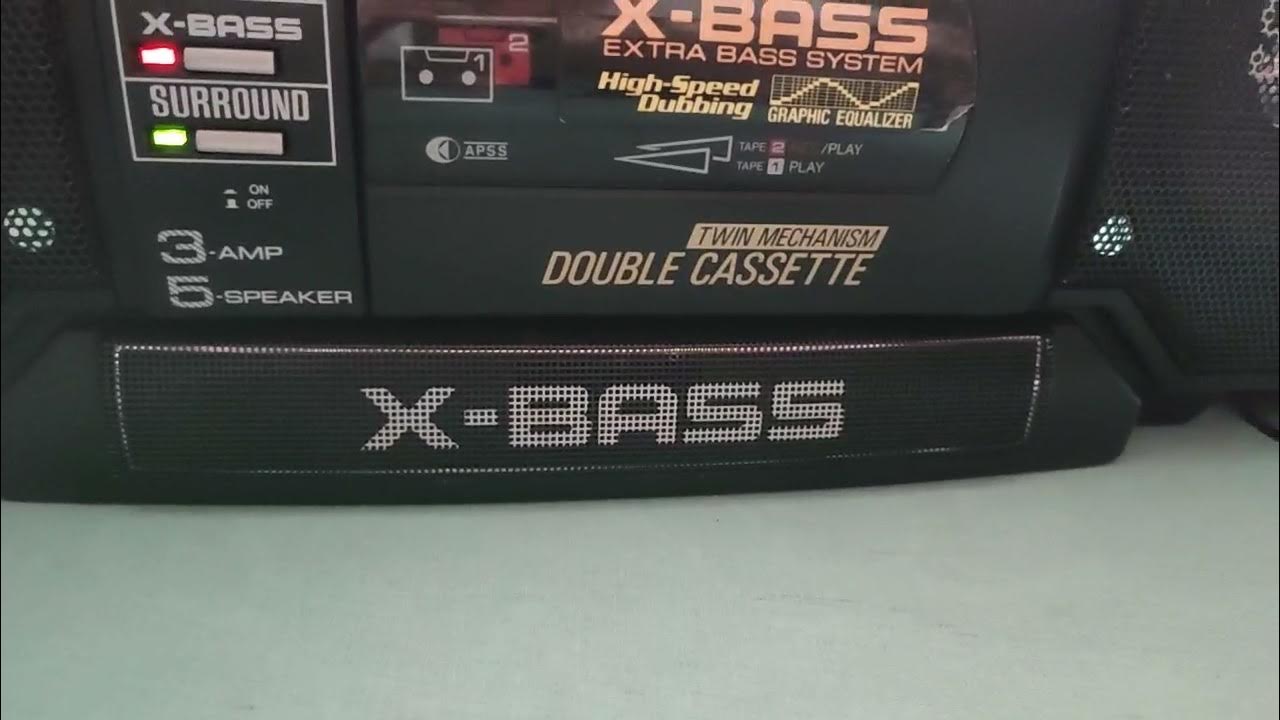 X-BASS
SURROUND
ON
OFF
3-AMP
5-SPEAKER
2
1
X-BASS
EXTRA BASS SYSTEM
High-Speed
Dubbing
GRAPHIC EQUALIZER
APSS
TAPE 2 /PLAY
TAPE 1 PLAY
TWIN MECHANISM
DOUBLE CASSETTE
X-BASS